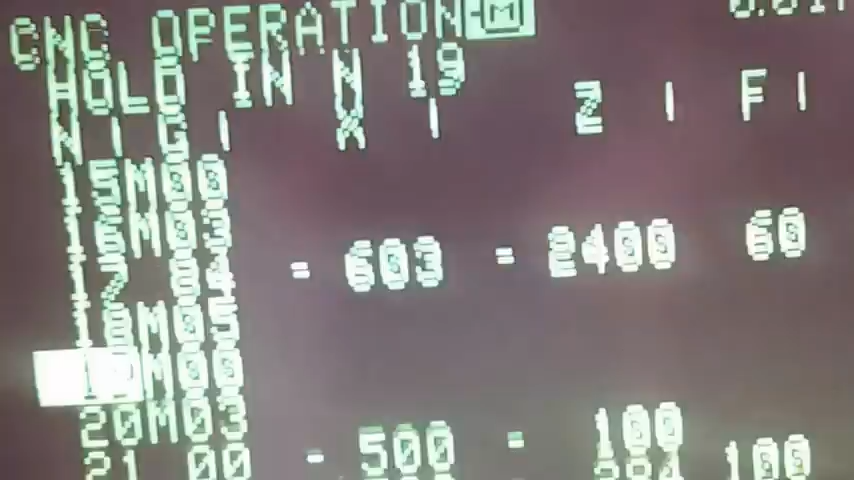 CNC OPERATION [M]
HOLD IN N 19
N | G | X | Z | F |
15M00
16M03
17 84 - 603 - 2400 60
18M05
19M00
20M03
21 00 - 500 - 100 100